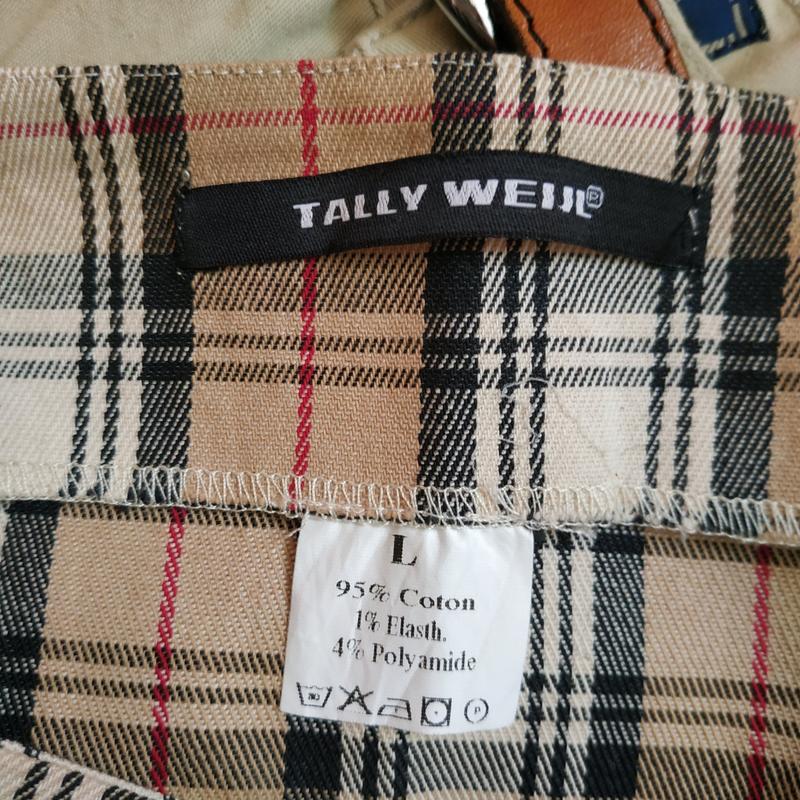 TALLY WEIJL®
L
95% Coton
1% Elasth.
4% Polyamide
P